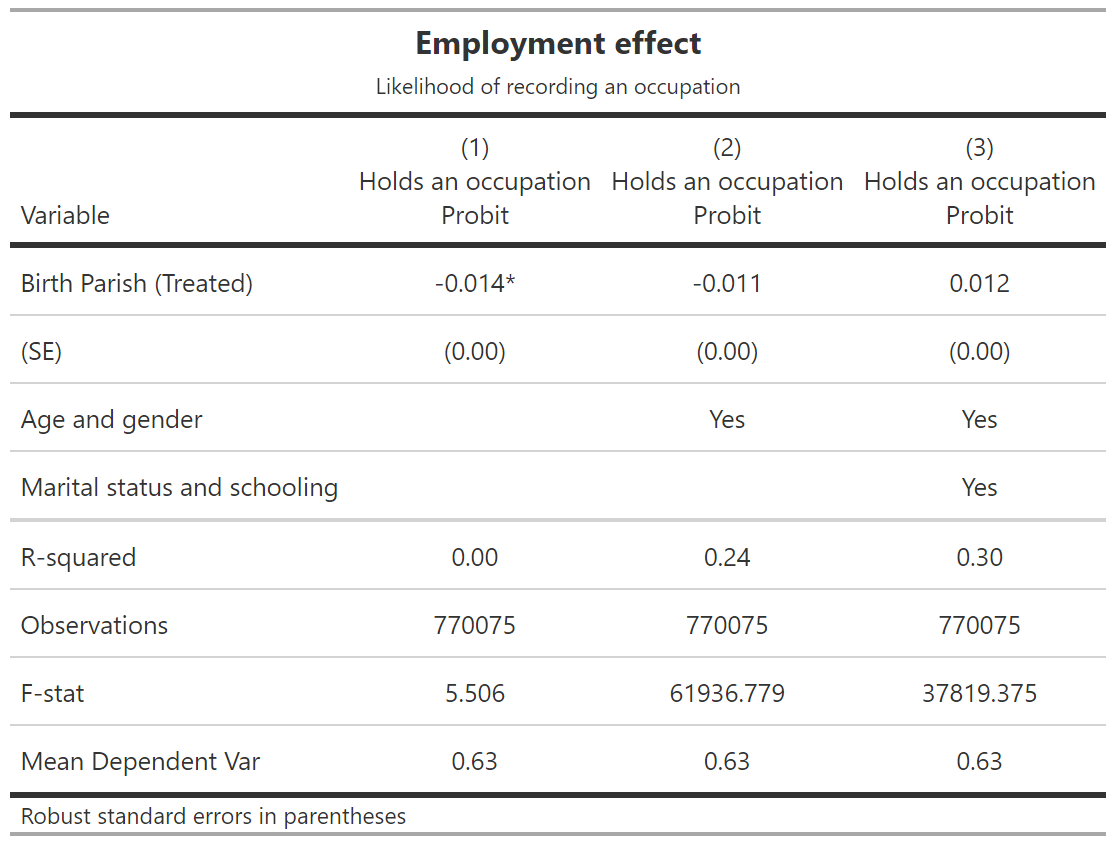 Employment effect
Likelihood of recording an occupation
(1) (2) (3)
Holds an occupation Holds an occupation Holds an occupation
Variable Probit Probit Probit
Birth Parish (Treated) -0.014* -0.011 0.012
(SE) (0.00) (0.00) (0.00)
Age and gender Yes Yes
Marital status and schooling Yes
R-squared 0.00 0.24 0.30
Observations 770075 770075 770075
F-stat 5.506 61936.779 37819.375
Mean Dependent Var 0.63 0.63 0.63
Robust standard errors in parentheses